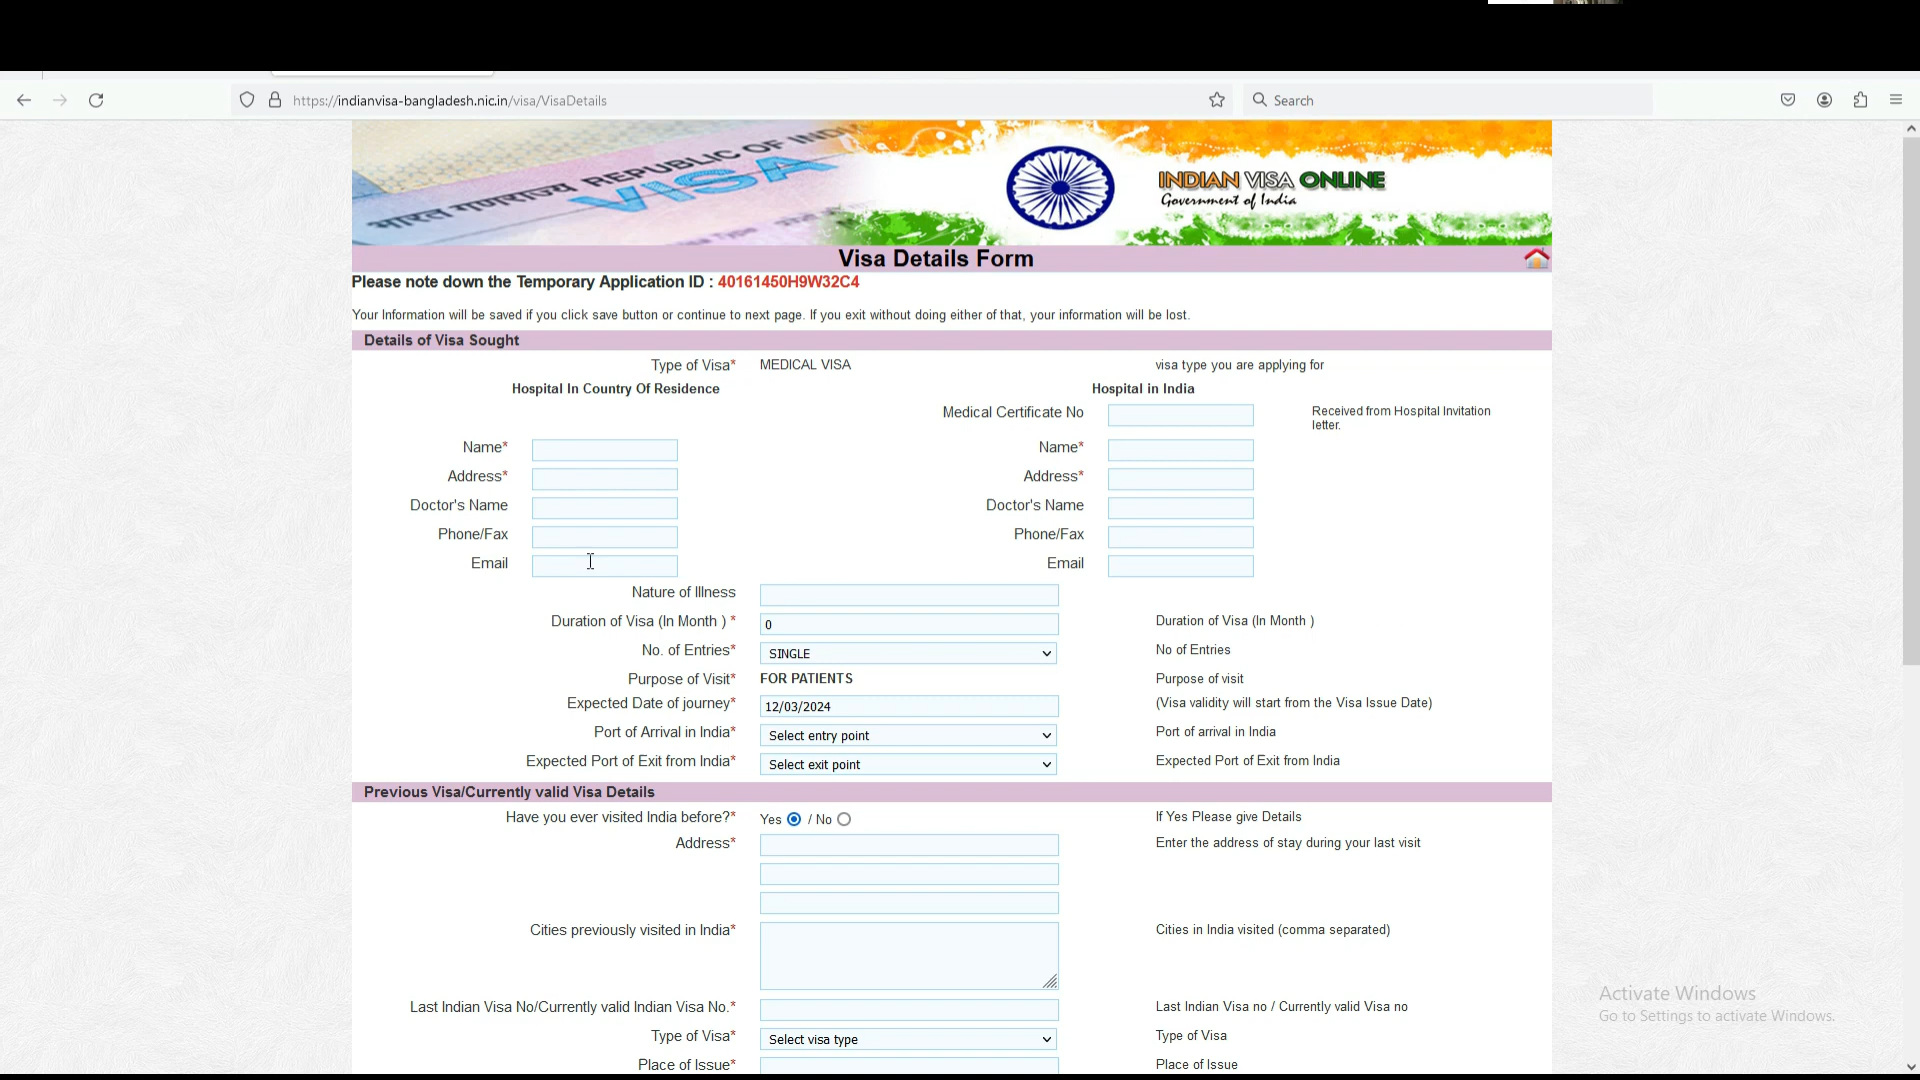 https://indianvisa-bangladesh.nic.in/visa/VisaDetails
Search
भारत गणराज्य REPUBLIC OF INDIA
VISA
INDIAN VISA ONLINE
Government of India
Visa Details Form
Please note down the Temporary Application ID : 40161450H9W32C4
Your Information will be saved if you click save button or continue to next page. If you exit without doing either of that, your information will be lost.
Details of Visa Sought
Type of Visa* MEDICAL VISA visa type you are applying for
Hospital In Country Of Residence Hospital in India
Medical Certificate No Received from Hospital Invitation
letter.
Name* Name*
Address* Address*
Doctor's Name Doctor's Name
Phone/Fax Phone/Fax
Email Email
Nature of Illness
Duration of Visa (In Month ) * 0 Duration of Visa (In Month )
No. of Entries* SINGLE No of Entries
Purpose of Visit* FOR PATIENTS Purpose of visit
Expected Date of journey* 12/03/2024 (Visa validity will start from the Visa Issue Date)
Port of Arrival in India* Select entry point Port of arrival in India
Expected Port of Exit from India* Select exit point Expected Port of Exit from India
Previous Visa/Currently valid Visa Details
Have you ever visited India before?* Yes / No If Yes Please give Details
Address* Enter the address of stay during your last visit
Cities previously visited in India* Cities in India visited (comma separated)
Last Indian Visa No/Currently valid Indian Visa No.* Last Indian Visa no / Currently valid Visa no
Type of Visa* Select visa type Type of Visa
Place of Issue* Place of Issue
Activate Windows
Go to Settings to activate Windows.